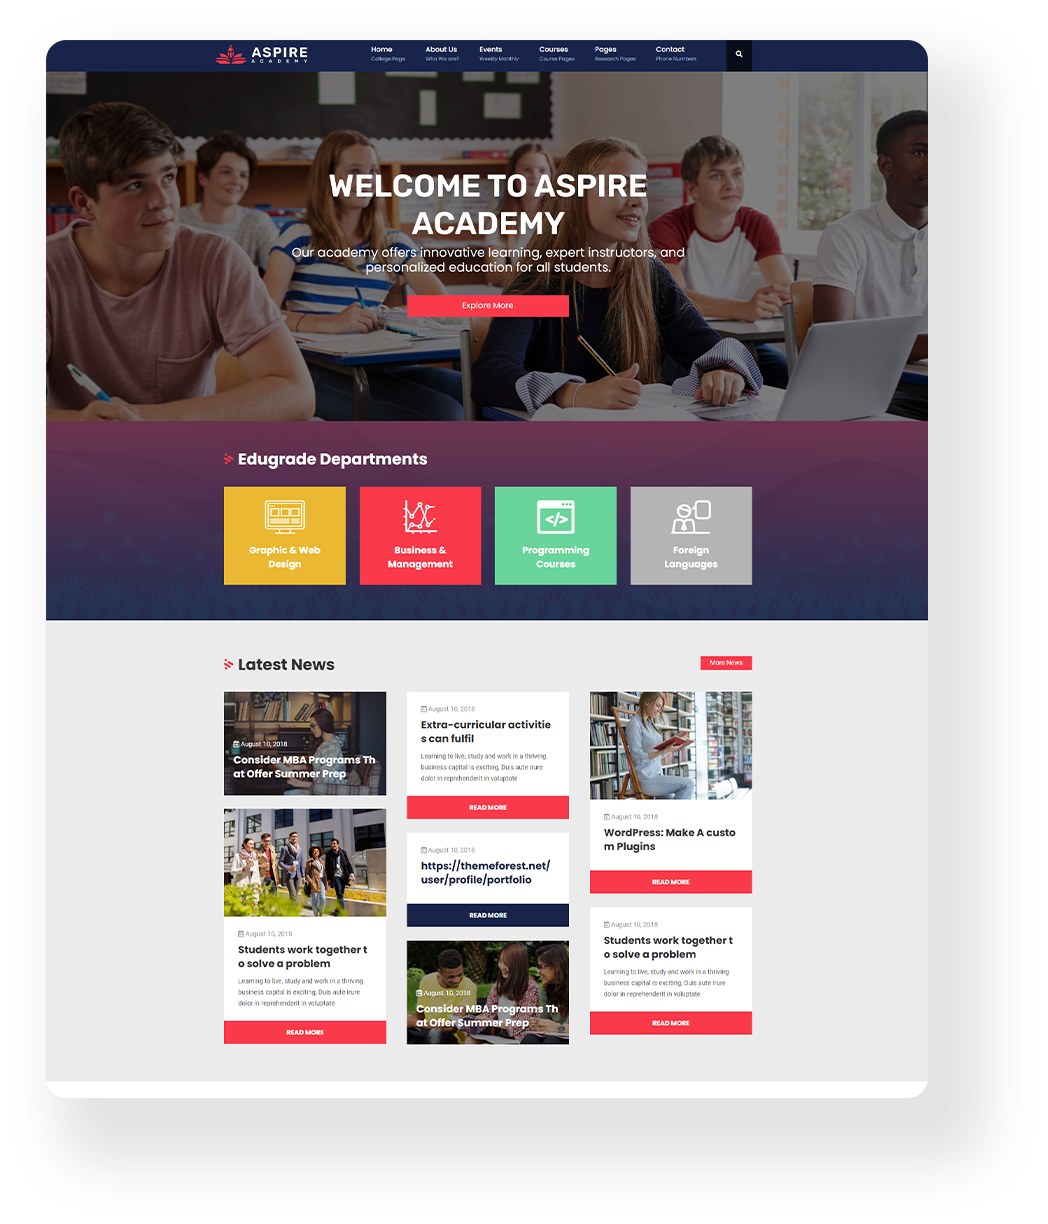 ASPIRE
ACADEMY
Home
College Page
About Us
Who We are?
Events
Weekly Monthly
Courses
Course Pages
Pages
Research Pages
Contact
Phone Numbers
WELCOME TO ASPIRE
ACADEMY
Our academy offers innovative learning, expert instructors, and
personalized education for all students.
Explore More
Edugrade Departments
Graphic & Web
Design
Business &
Management
Programming
Courses
Foreign
Languages
Latest News
More News
August 10, 2018
Consider MBA Programs Th
at Offer Summer Prep
August 10, 2018
Students work together t
o solve a problem
Learning to live, study and work in a thriving
business capital is exciting, Duis aute irure
dolor in reprehenderit in voluptate
READ MORE
August 10, 2018
Extra-curricular activitie
s can fulfil
Learning to live, study and work in a thriving
business capital is exciting, Duis aute irure
dolor in reprehenderit in voluptate
READ MORE
August 10, 2018
https://themeforest.net/
user/profile/portfolio
READ MORE
August 10, 2018
Consider MBA Programs Th
at Offer Summer Prep
August 10, 2018
WordPress: Make A custo
m Plugins
READ MORE
August 10, 2018
Students work together t
o solve a problem
Learning to live, study and work in a thriving
business capital is exciting, Duis aute irure
dolor in reprehenderit in voluptate
READ MORE